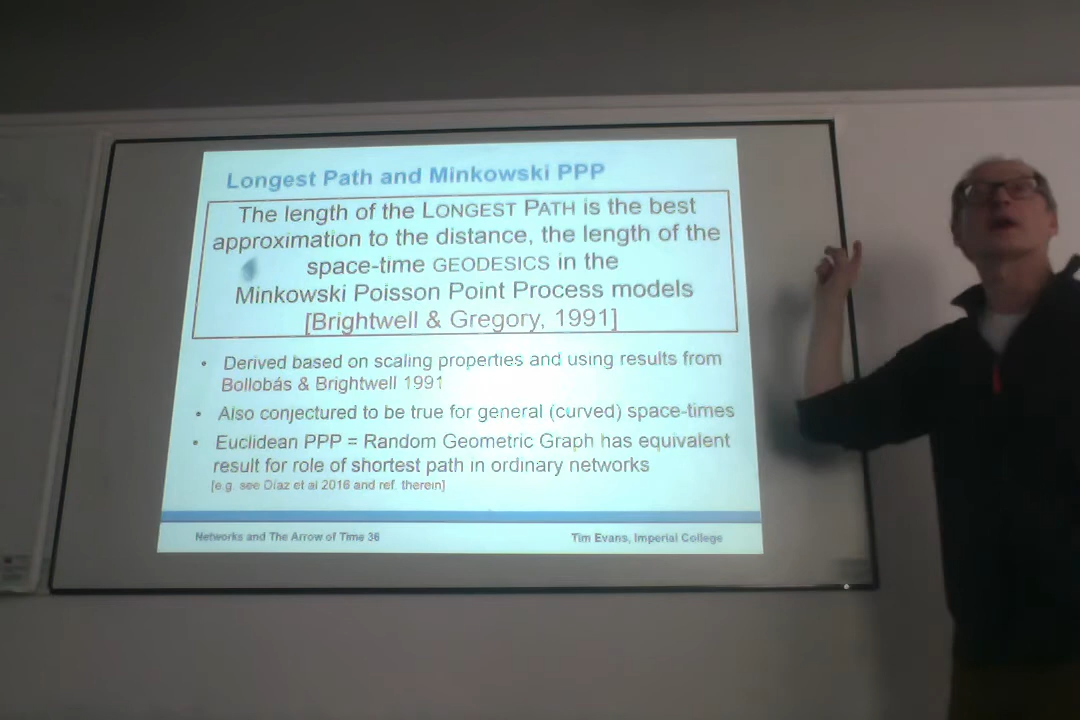 Longest Path and Minkowski PPP
The length of the LONGEST PATH is the best
approximation to the distance, the length of the
space-time GEODESICS in the
Minkowski Poisson Point Process models
[Brightwell & Gregory, 1991]
• Derived based on scaling properties and using results from
Bollobás & Brightwell 1991
• Also conjectured to be true for general (curved) space-times
• Euclidean PPP = Random Geometric Graph has equivalent
result for role of shortest path in ordinary networks
[e.g. see Díaz et al 2016 and ref. therein]
Networks and The Arrow of Time 36
Tim Evans, Imperial College